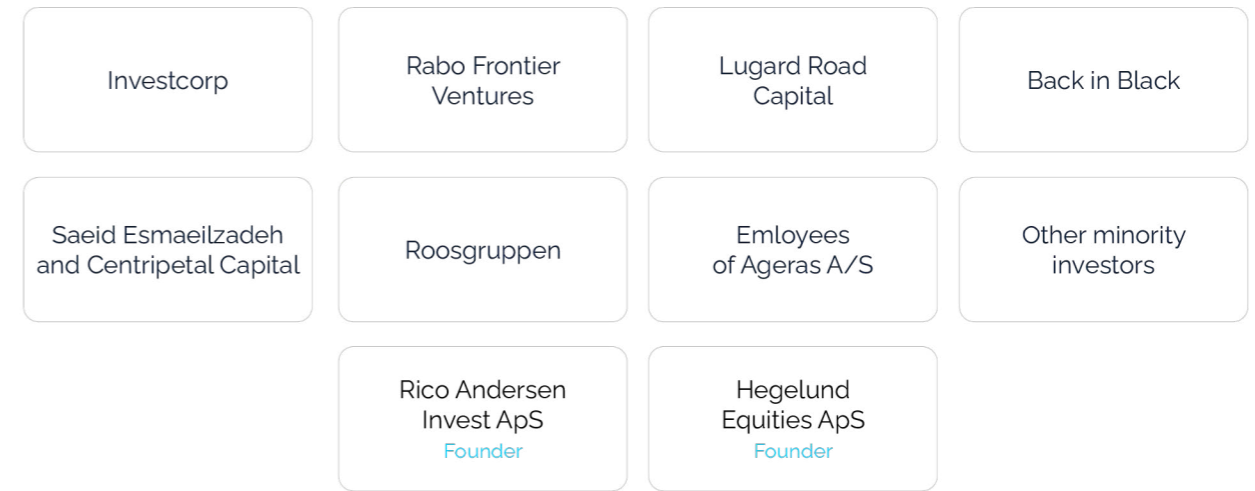 Investcorp
Rabo Frontier
Ventures
Lugard Road
Capital
Back in Black
Saeid Esmaeilzadeh
and Centripetal Capital
Roosgruppen
Emloyees
of Ageras A/S
Other minority
investors
Rico Andersen
Invest ApS
Founder
Hegelund
Equities ApS
Founder